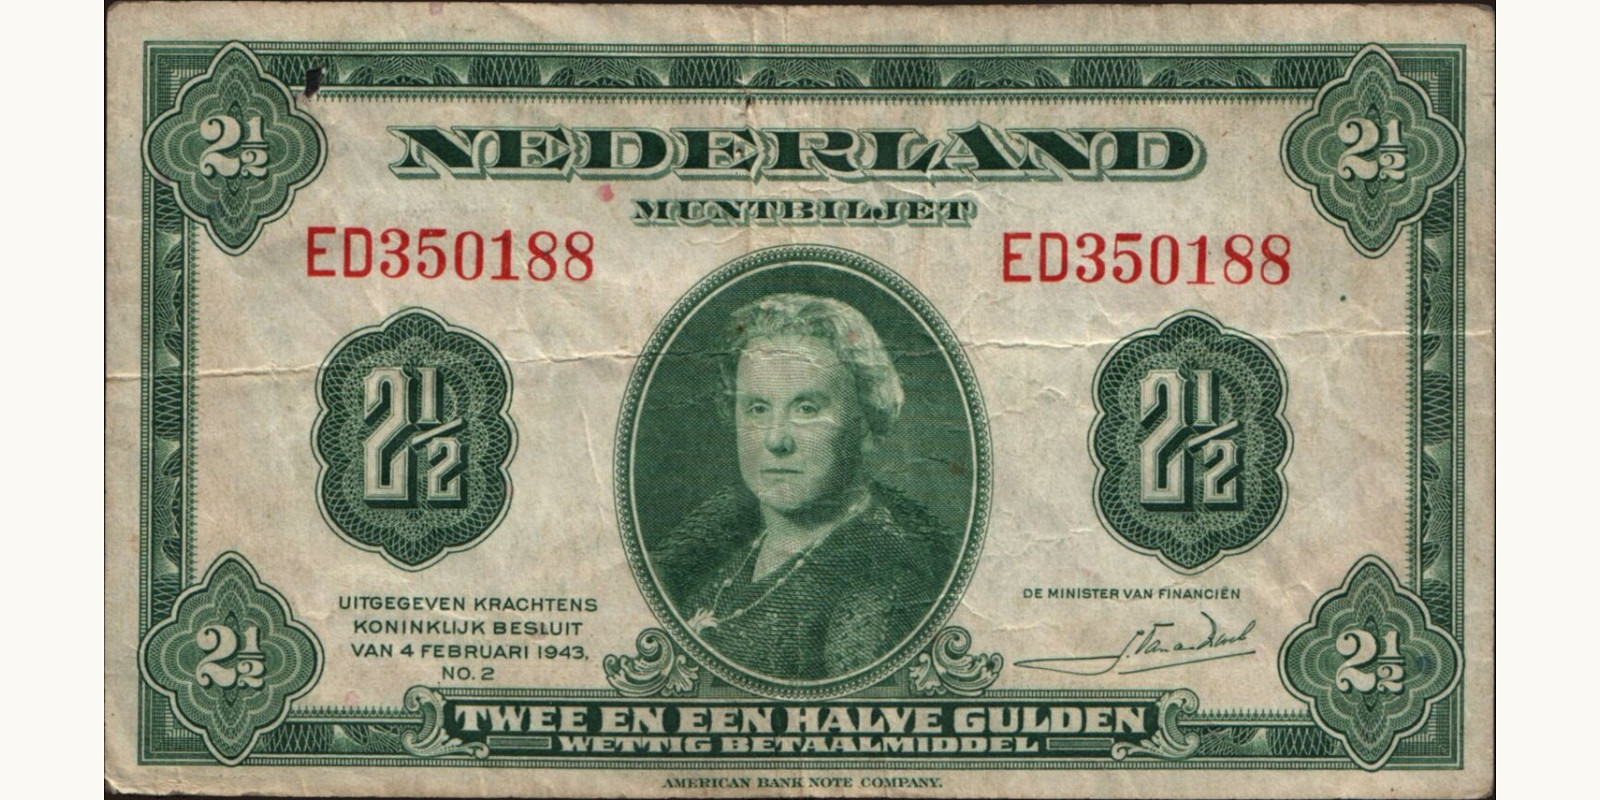 2½ 2½
NEDERLAND
MUNTBILJET
ED350188 ED350188
2½ 2½
UITGEGEVEN KRACHTENS
KONINKLIJK BESLUIT
VAN 4 FEBRUARI 1943.
NO. 2
DE MINISTER VAN FINANCIËN
2½ 2½
TWEE EN EEN HALVE GULDEN
WETTIG BETAALMIDDEL
AMERICAN BANK NOTE COMPANY.